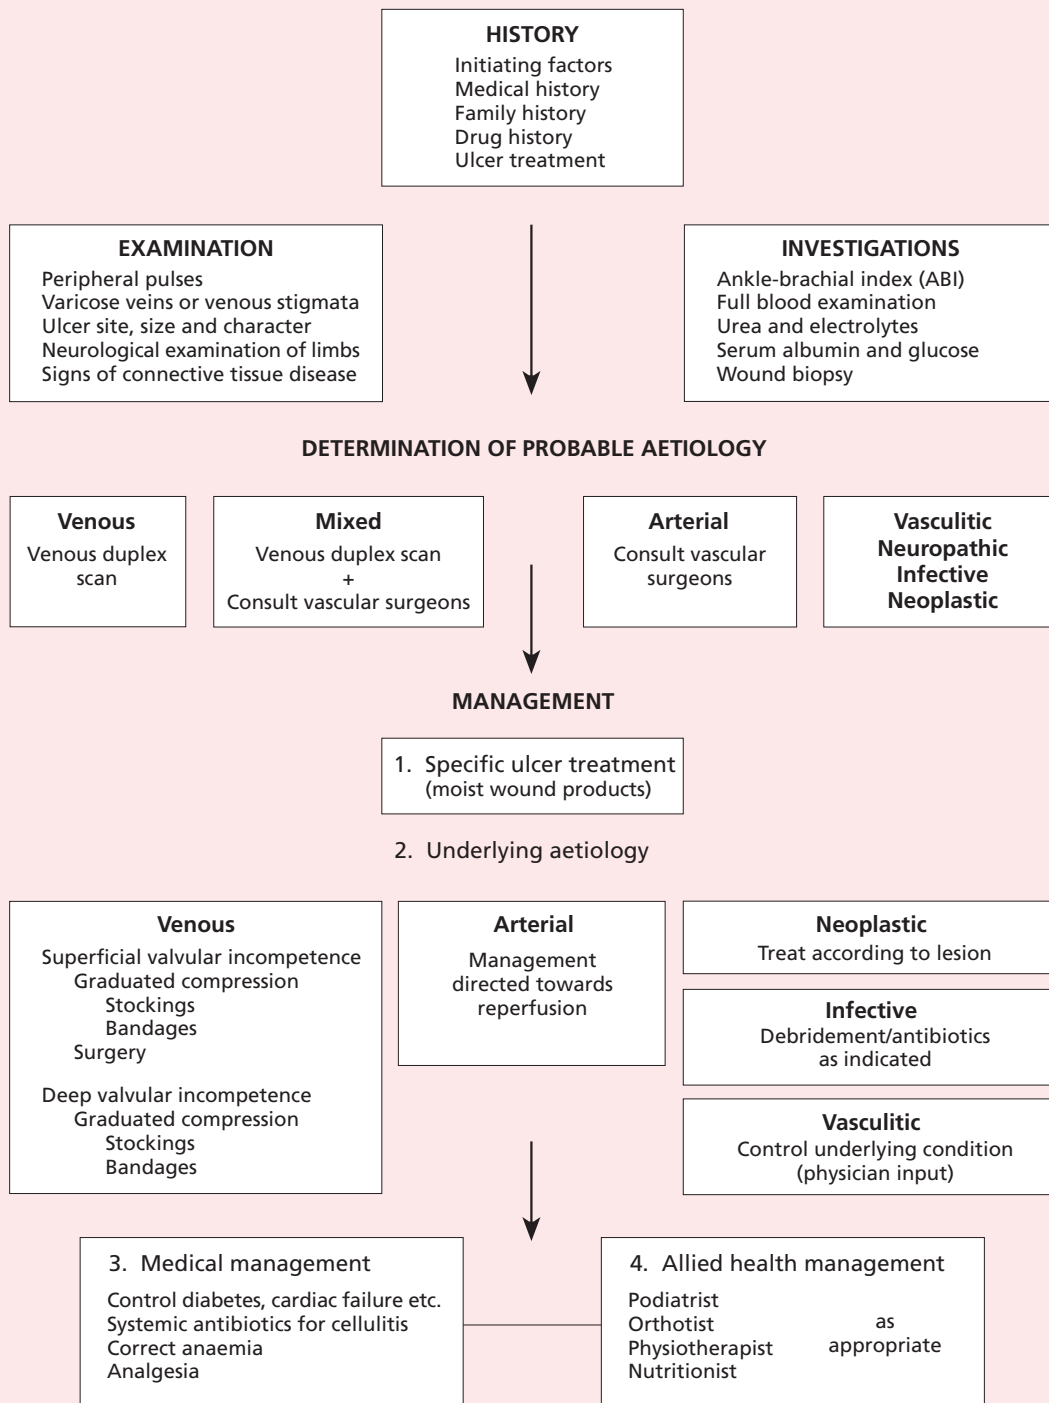 HISTORY
Initiating factors
Medical history
Family history
Drug history
Ulcer treatment
EXAMINATION
Peripheral pulses
Varicose veins or venous stigmata
Ulcer site, size and character
Neurological examination of limbs
Signs of connective tissue disease
INVESTIGATIONS
Ankle-brachial index (ABI)
Full blood examination
Urea and electrolytes
Serum albumin and glucose
Wound biopsy
DETERMINATION OF PROBABLE AETIOLOGY
Venous
Venous duplex
scan
Mixed
Venous duplex scan
+
Consult vascular surgeons
Arterial
Consult vascular
surgeons
Vasculitic
Neuropathic
Infective
Neoplastic
MANAGEMENT
1. Specific ulcer treatment
(moist wound products)
2. Underlying aetiology
Venous
Superficial valvular incompetence
Graduated compression
Stockings
Bandages
Surgery
Deep valvular incompetence
Graduated compression
Stockings
Bandages
Arterial
Management
directed towards
reperfusion
Neoplastic
Treat according to lesion
Infective
Debridement/antibiotics
as indicated
Vasculitic
Control underlying condition
(physician input)
3. Medical management
Control diabetes, cardiac failure etc.
Systemic antibiotics for cellulitis
Correct anaemia
Analgesia
4. Allied health management
Podiatrist
Orthotist
Physiotherapist
Nutritionist
as
appropriate